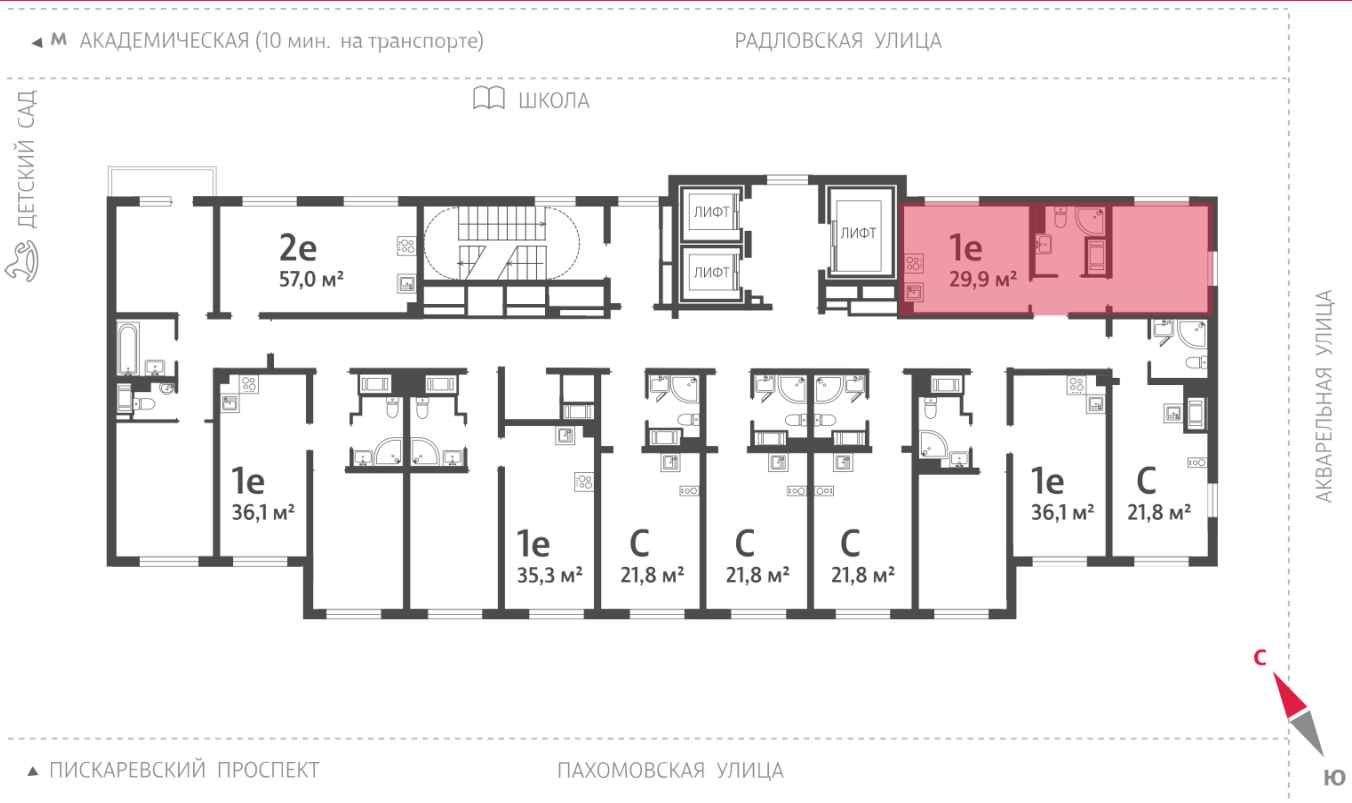 М АКАДЕМИЧЕСКАЯ (10 мин. на транспорте)
РАДЛОВСКАЯ УЛИЦА
ШКОЛА
ДЕТСКИЙ САД
2е
57,0 м²
ЛИФТ
ЛИФТ
ЛИФТ
1е
29,9 м²
АКВАРЕЛЬНАЯ УЛИЦА
1е
36,1 м²
1е
35,3 м²
С
21,8 м²
С
21,8 м²
С
21,8 м²
1е
36,1 м²
С
21,8 м²
С
Ю
ПИСКАРЕВСКИЙ ПРОСПЕКТ
ПАХОМОВСКАЯ УЛИЦА